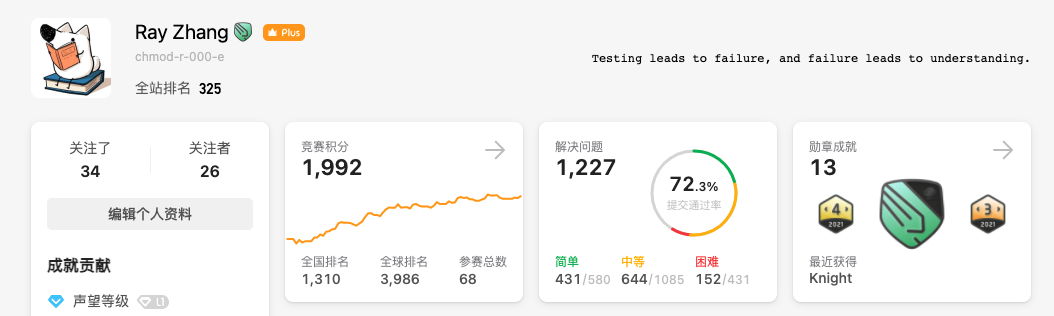 Ray Zhang Plus
chmod-r-000-e
全站排名 325
Testing leads to failure, and failure leads to understanding.
关注了 关注者
34 26
编辑个人资料
成就贡献
声望等级 L1
竞赛积分
1,992
全国排名 全球排名 参赛总数
1,310 3,986 68
解决问题
1,227
72.3%
提交通过率
简单 中等 困难
431/580 644/1085 152/431
勋章成就
13
4
2021
3
2021
最近获得
Knight